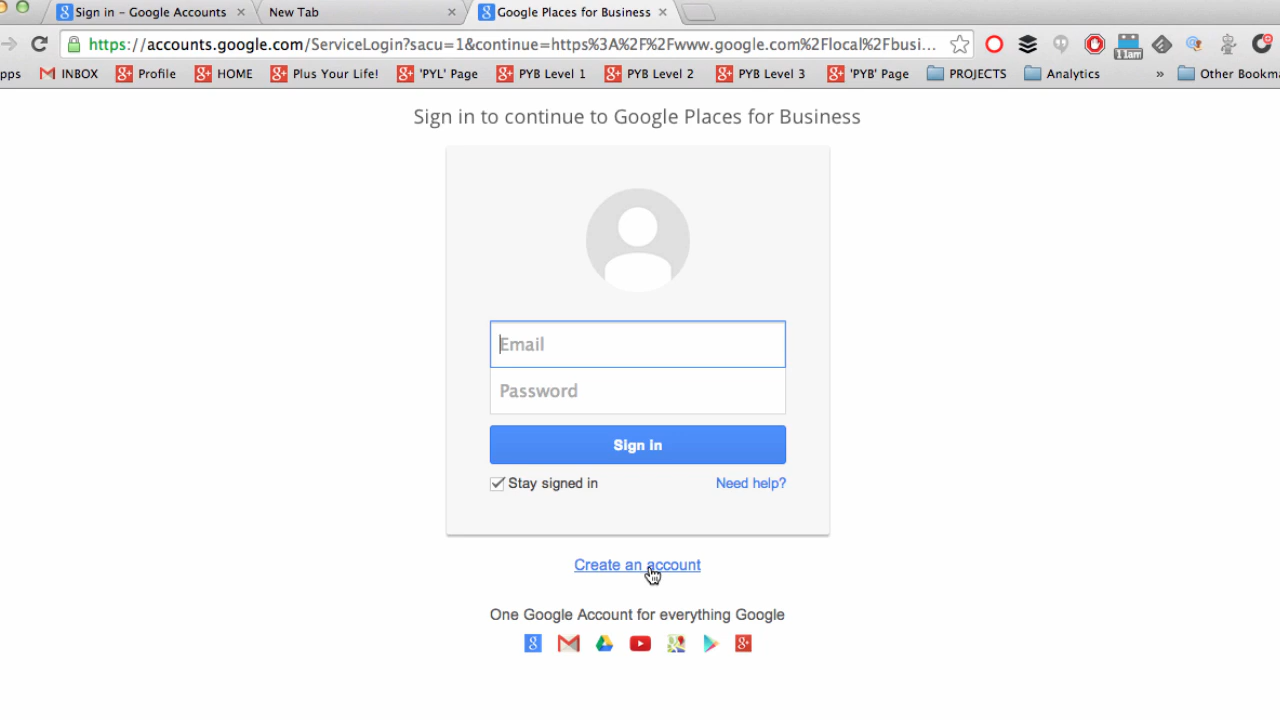 Sign in – Google Accounts
New Tab
Google Places for Business
https://accounts.google.com/ServiceLogin?sacu=1&continue=https%3A%2F%2Fwww.google.com%2Flocal%2Fbusi...
pps
INBOX
Profile
HOME
Plus Your Life!
'PYL' Page
PYB Level 1
PYB Level 2
PYB Level 3
'PYB' Page
PROJECTS
Analytics
»
Other Bookma
11am
Sign in to continue to Google Places for Business
Email
Password
Sign in
Stay signed in
Need help?
Create an account
One Google Account for everything Google